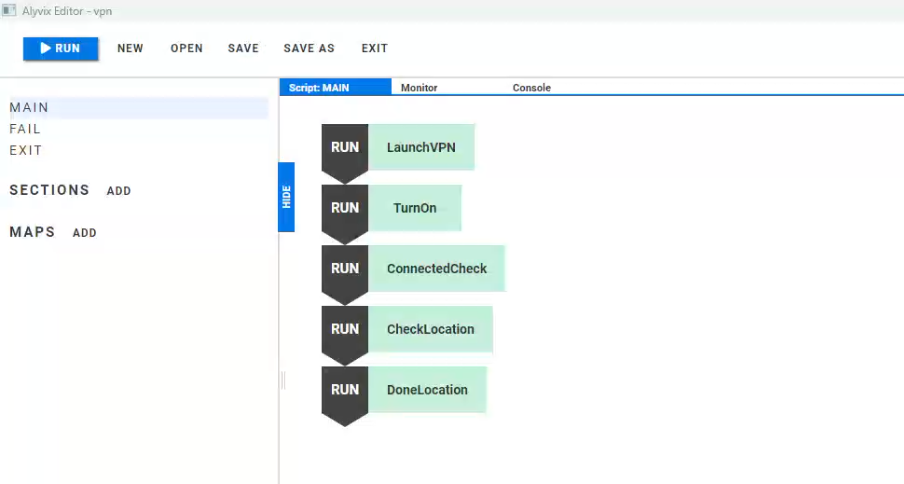 Alyvix Editor - vpn
RUN NEW OPEN SAVE SAVE AS EXIT
Script: MAIN Monitor Console
MAIN
FAIL
EXIT
SECTIONS ADD
MAPS ADD
HIDE
RUN LaunchVPN
RUN TurnOn
RUN ConnectedCheck
RUN CheckLocation
RUN DoneLocation